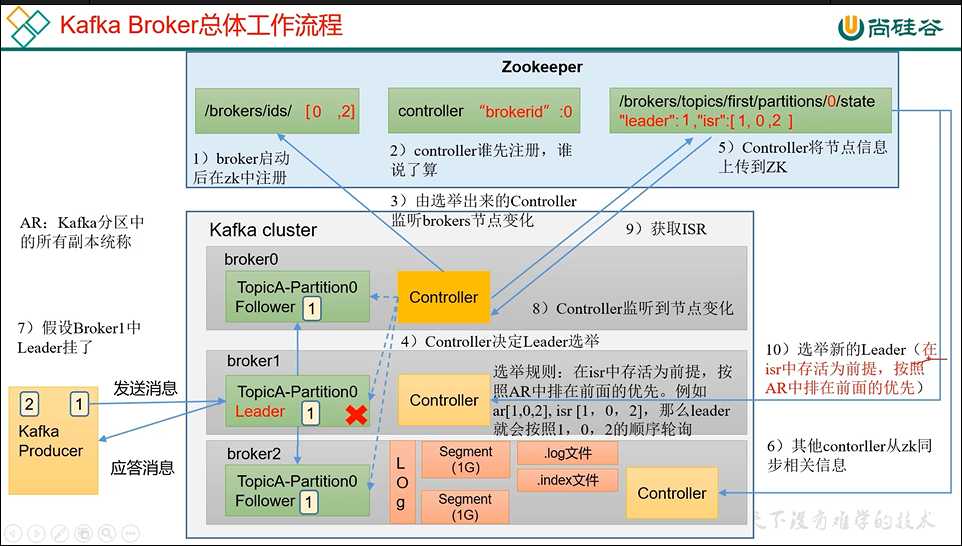 Kafka Broker总体工作流程
尚硅谷
Zookeeper
/brokers/ids/ [ 0 ,2]
controller “brokerid” :0
/brokers/topics/first/partitions/0/state
"leader": 1 ,"isr":[ 1, 0 ,2 ]
1）broker启动
后在zk中注册
2）controller谁先注册，谁
说了算
5）Controller将节点信息
上传到ZK
3）由选举出来的Controller
监听brokers节点变化
AR：Kafka分区中
的所有副本统称
Kafka cluster
9）获取ISR
broker0
TopicA-Partition0
Follower 1
Controller
8）Controller监听到节点变化
7）假设Broker1中
Leader挂了
4）Controller决定Leader选举
broker1
TopicA-Partition0
Leader 1
Controller
选举规则：在isr中存活为前提，按
照AR中排在前面的优先。例如
ar[1,0,2], isr [1，0，2]，那么leader
就会按照1，0，2的顺序轮询
10）选举新的Leader（在
isr中存活为前提，按照
AR中排在前面的优先）
发送消息
2 1
Kafka
Producer
应答消息
broker2
TopicA-Partition0
Follower 1
L
O
g
Segment
(1G)
Segment
(1G)
.log文件
.index文件
Controller
6）其他contorller从zk同
步相关信息
天下没有难学的技术